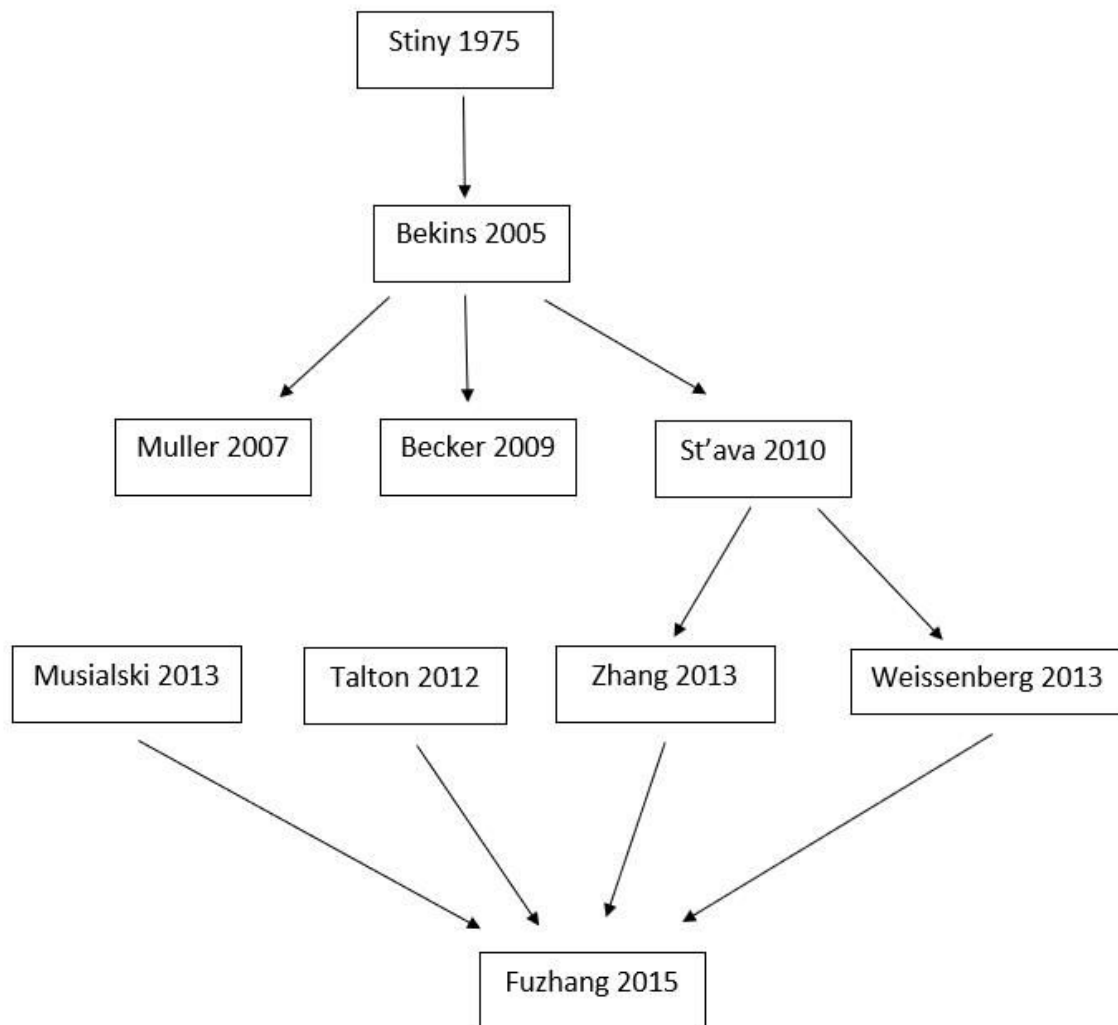 Stiny 1975
Bekins 2005
Muller 2007
Becker 2009
St'ava 2010
Musialski 2013
Talton 2012
Zhang 2013
Weissenberg 2013
Fuzhang 2015